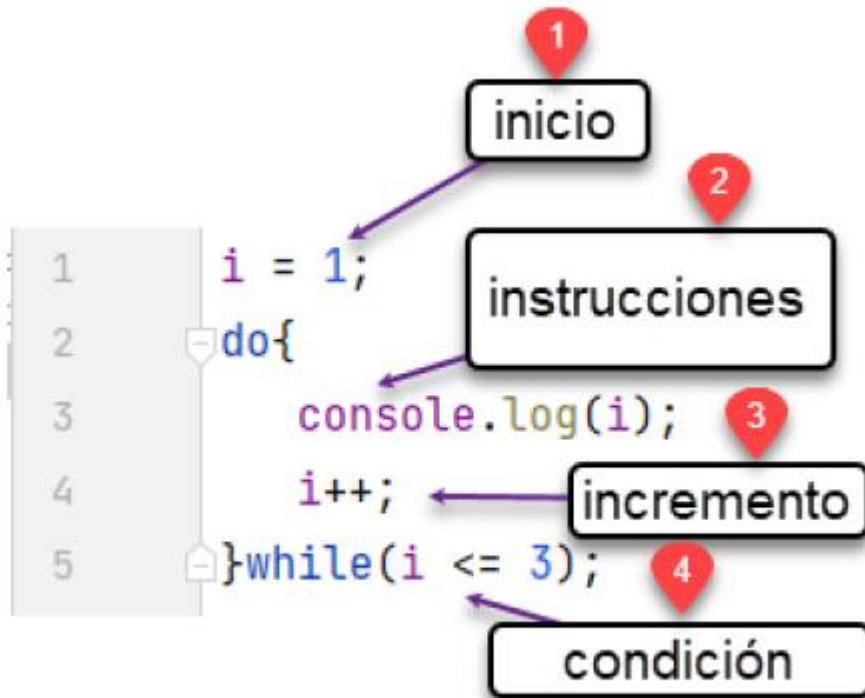 1
inicio
2
1 i = 1;
instrucciones
2 do{
3 console.log(i);
3
4 i++;
incremento
5 }while(i <= 3);
4
condición